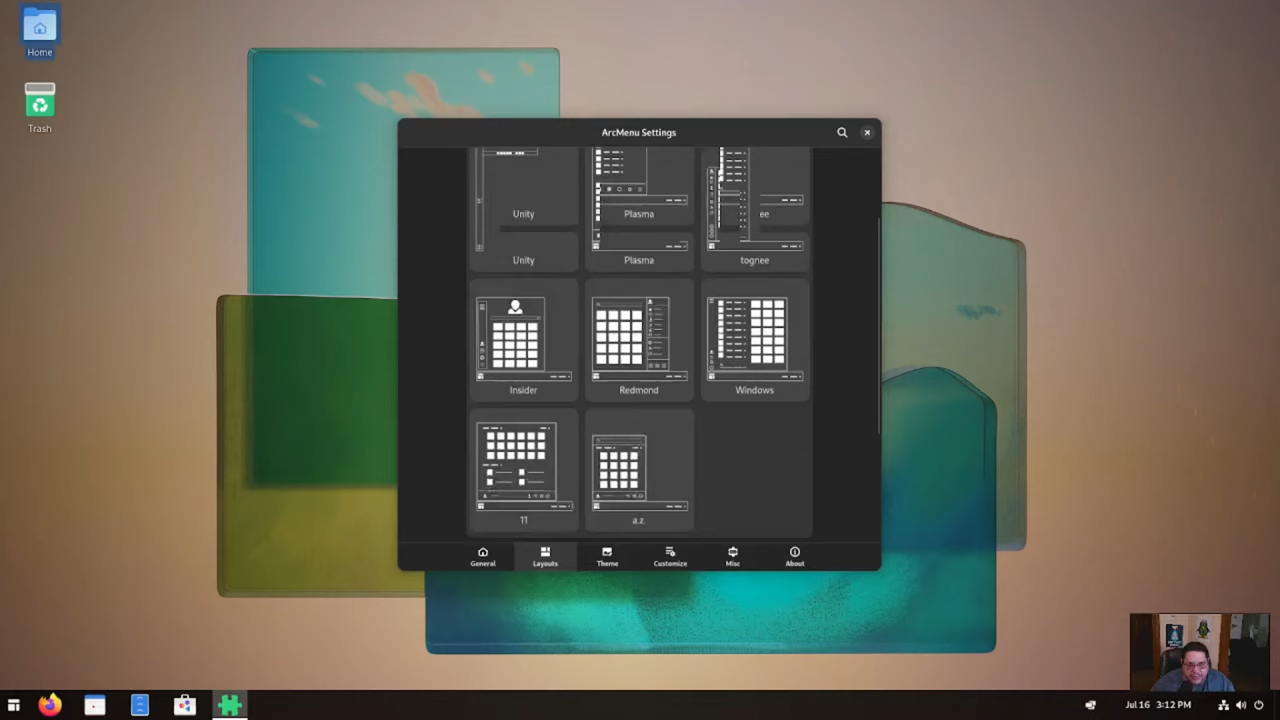 Home
Trash
ArcMenu Settings
Unity
Plasma
ee
Unity
Plasma
tognee
Insider
Redmond
Windows
11
a.z.
General
Layouts
Theme
Customize
Misc
About
Jul 16 3:12 PM